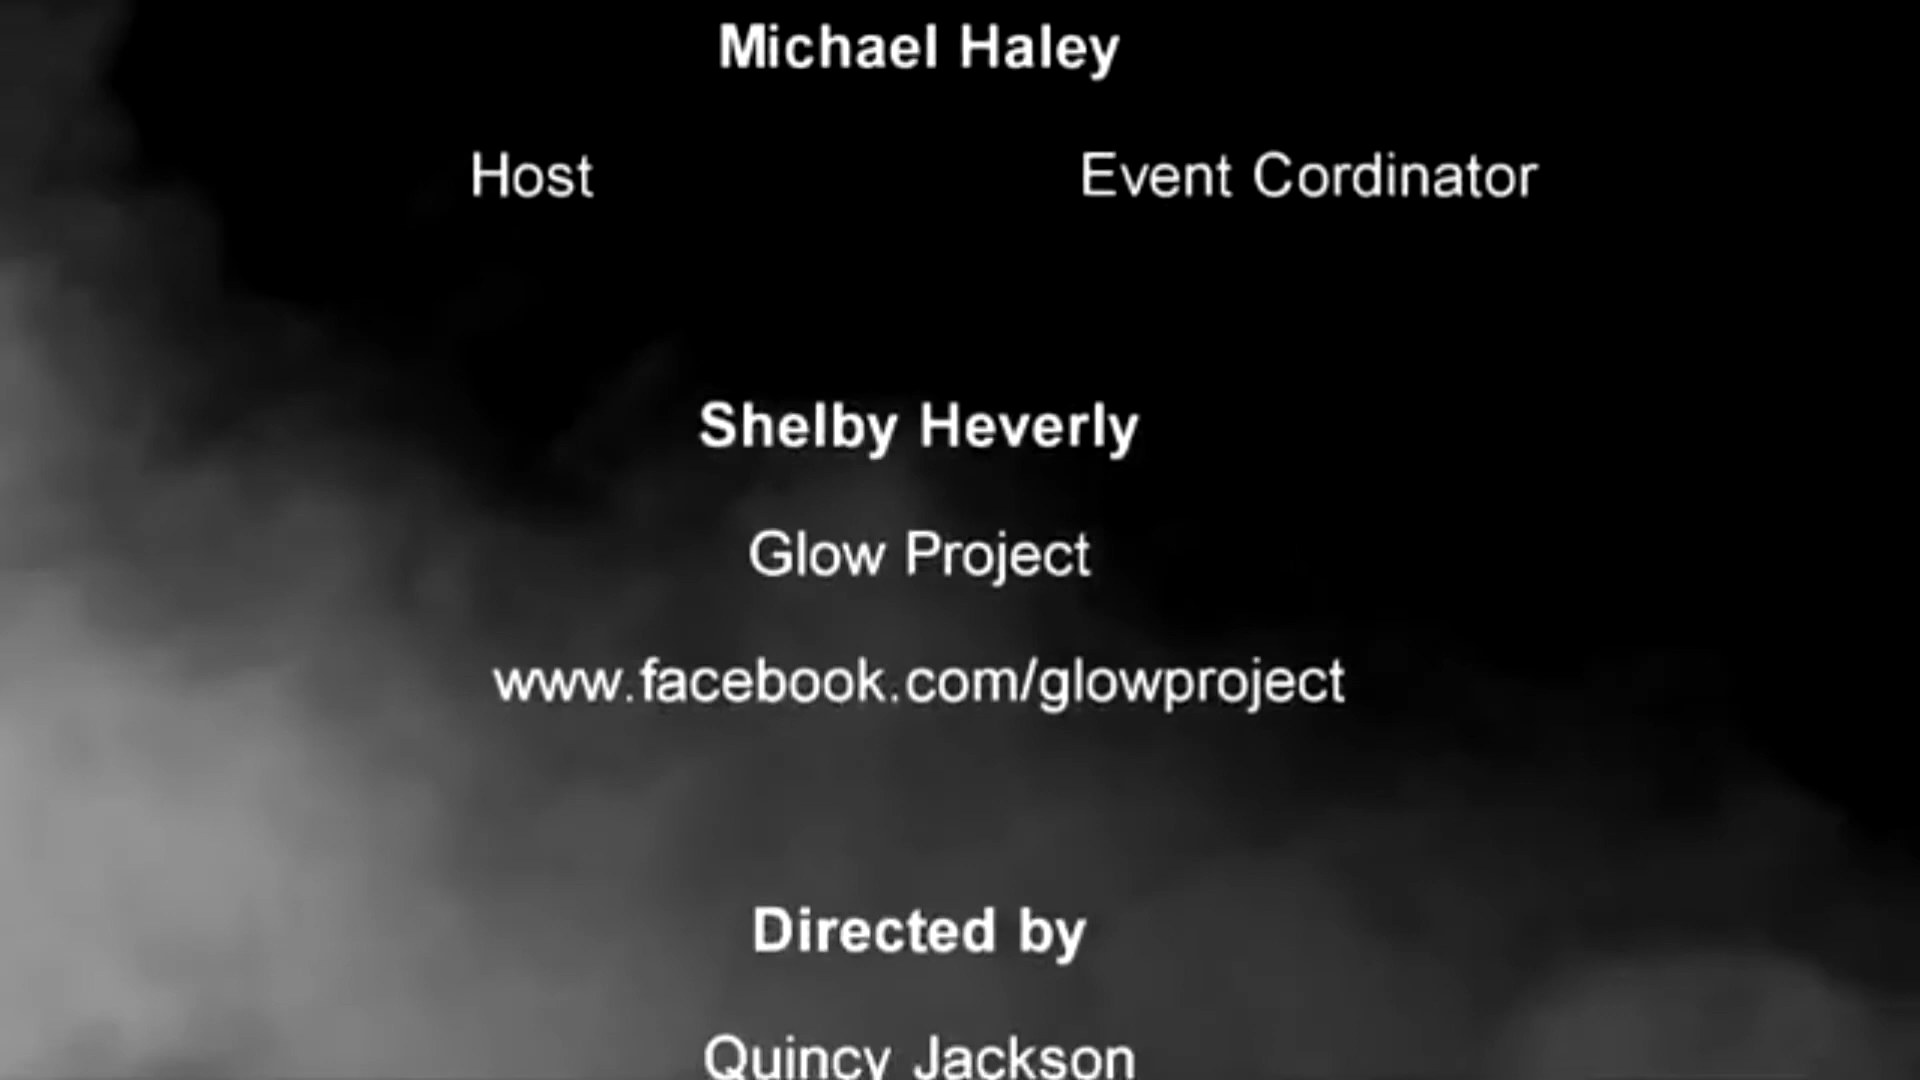 Michael Haley
Host Event Cordinator
Shelby Heverly
Glow Project
www.facebook.com/glowproject
Directed by
Quincy Jackson